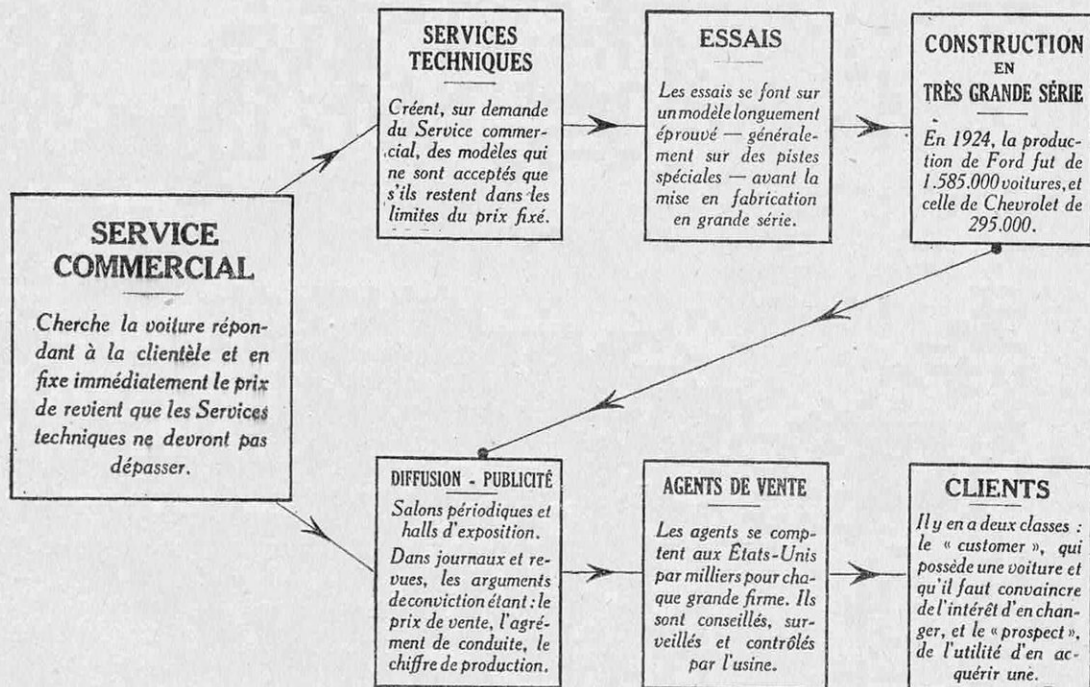 SERVICE
COMMERCIAL
Cherche la voiture répon-
dant à la clientèle et en
fixe immédiatement le prix
de revient que les Services
techniques ne devront pas
dépasser.
SERVICES
TECHNIQUES
Créent, sur demande
du Service commer-
cial, des modèles qui
ne sont acceptés que
s'ils restent dans les
limites du prix fixé.
ESSAIS
Les essais se font sur
un modèle longuement
éprouvé — générale-
ment sur des pistes
spéciales — avant la
mise en fabrication
en grande série.
CONSTRUCTION
EN
TRÈS GRANDE SÉRIE
En 1924, la produc-
tion de Ford fut de
1.585.000 voitures, et
celle de Chevrolet de
295.000.
DIFFUSION - PUBLICITÉ
Salons périodiques et
halls d'exposition.
Dans journaux et re-
vues, les arguments
de conviction étant : le
prix de vente, l'agré-
ment de conduite, le
chiffre de production.
AGENTS DE VENTE
Les agents se comp-
tent aux États-Unis
par milliers pour cha-
que grande firme. Ils
sont conseillés, sur-
veillés et contrôlés
par l'usine.
CLIENTS
Il y en a deux classes :
le « customer », qui
possède une voiture et
qu'il faut convaincre
de l'intérêt d'en chan-
ger, et le « prospect »,
de l'utilité d'en ac-
quérir une.